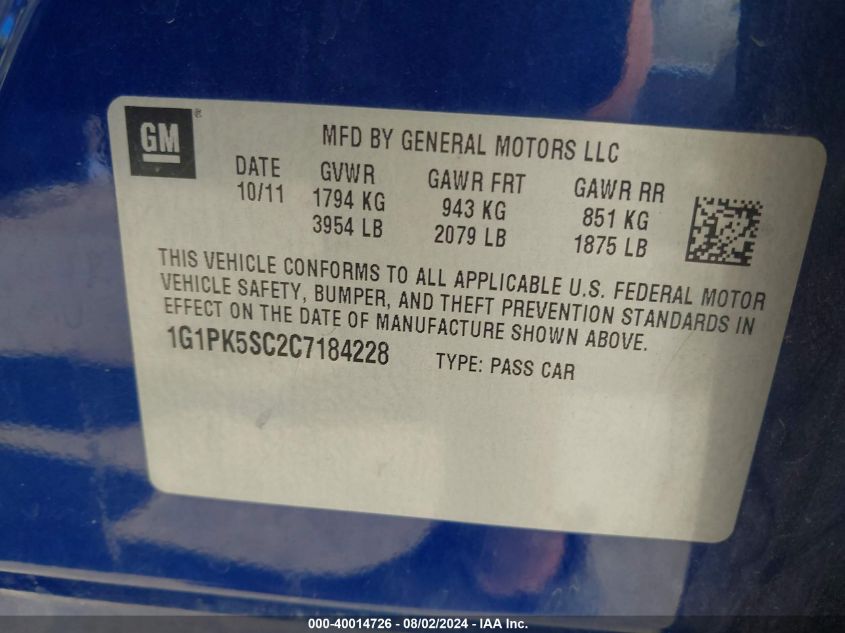 GM ®
MFD BY GENERAL MOTORS LLC
DATE GVWR GAWR FRT GAWR RR
10/11 1794 KG 943 KG 851 KG
3954 LB 2079 LB 1875 LB
THIS VEHICLE CONFORMS TO ALL APPLICABLE U.S. FEDERAL MOTOR
VEHICLE SAFETY, BUMPER, AND THEFT PREVENTION STANDARDS IN
EFFECT ON THE DATE OF MANUFACTURE SHOWN ABOVE.
1G1PK5SC2C7184228 TYPE: PASS CAR
000-40014726 - 08/02/2024 - IAA Inc.